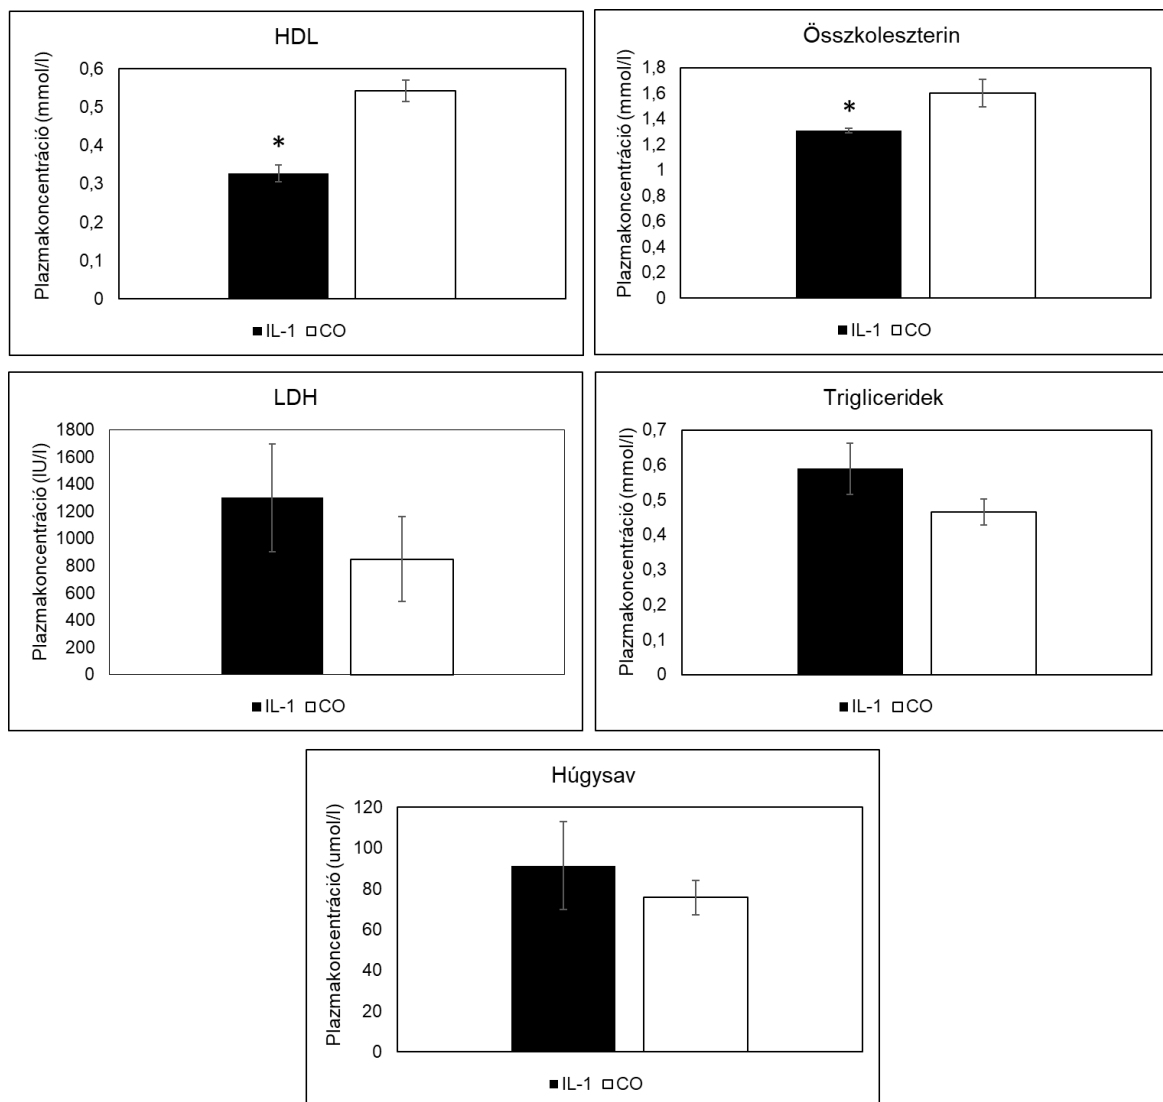 HDL
Plazmakoncentráció (mmol/l)
0,6
0,5
0,4
0,3
0,2
0,1
0
*
IL-1 CO
Összkoleszterin
Plazmakoncentráció (mmol/l)
1,8
1,6
1,4
1,2
1
0,8
0,6
0,4
0,2
0
*
IL-1 CO
LDH
Plazmakoncentráció (IU/l)
1800
1600
1400
1200
1000
800
600
400
200
0
IL-1 CO
Trigliceridek
Plazmakoncentráció (mmol/l)
0,7
0,6
0,5
0,4
0,3
0,2
0,1
0
IL-1 CO
Húgysav
Plazmakoncentráció (umol/l)
120
100
80
60
40
20
0
IL-1 CO